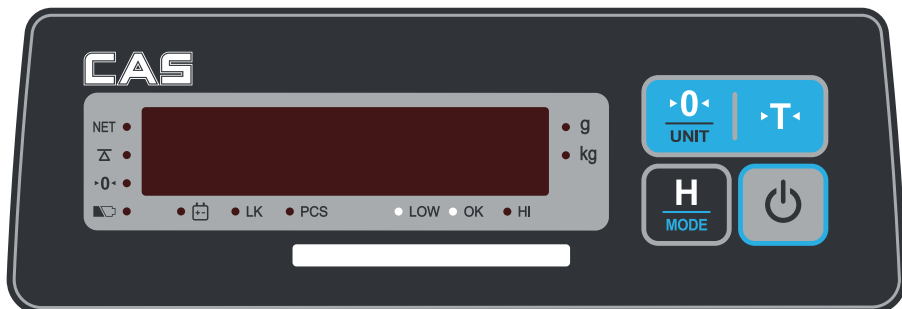 CAS
NET
g
kg
▸0◂
LK
PCS
LOW
OK
HI
▸0◂
UNIT
▸T◂
H
MODE